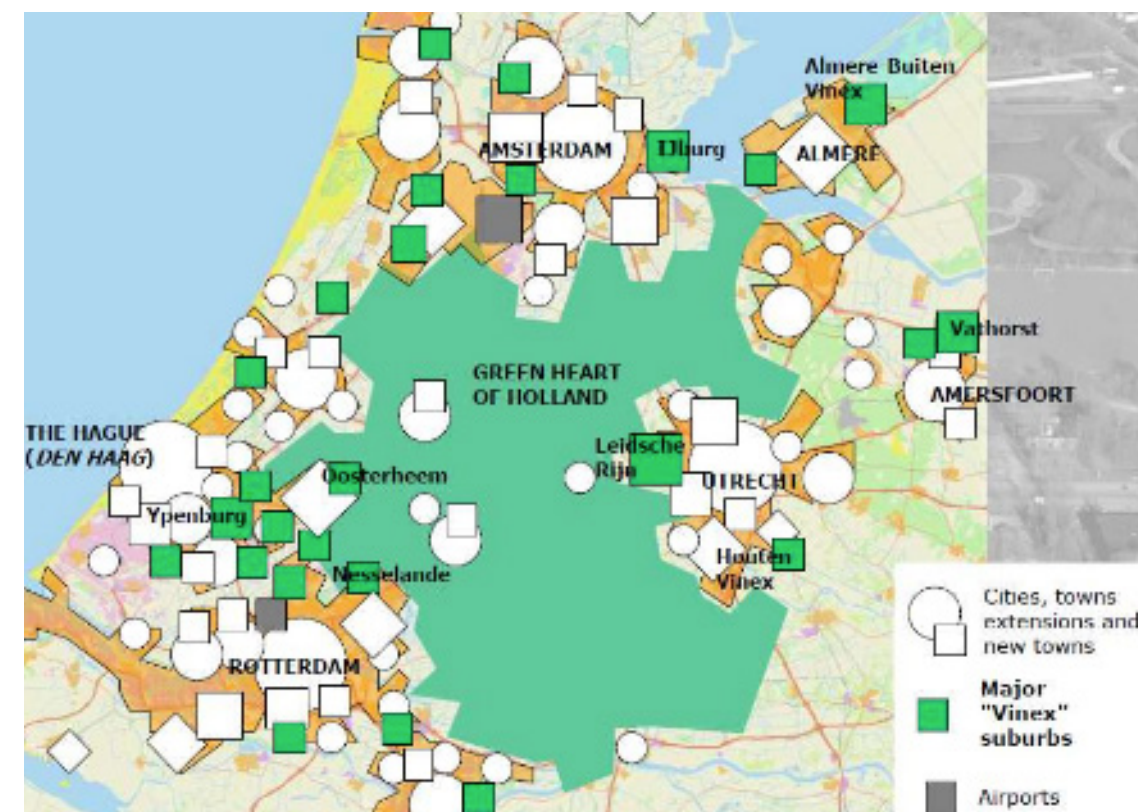 Almere Buiten
Vinex
AMSTERDAM
IJburg
ALMERE
Vathorst
GREEN HEART
OF HOLLAND
AMERSFOORT
THE HAGUE
(DEN HAAG)
Leidsche
Rijn
Oosterheem
UTRECHT
Ypenburg
Houten
Vinex
Nesselande
ROTTERDAM
Cities, towns
extensions and
new towns
Major
"Vinex"
suburbs
Airports